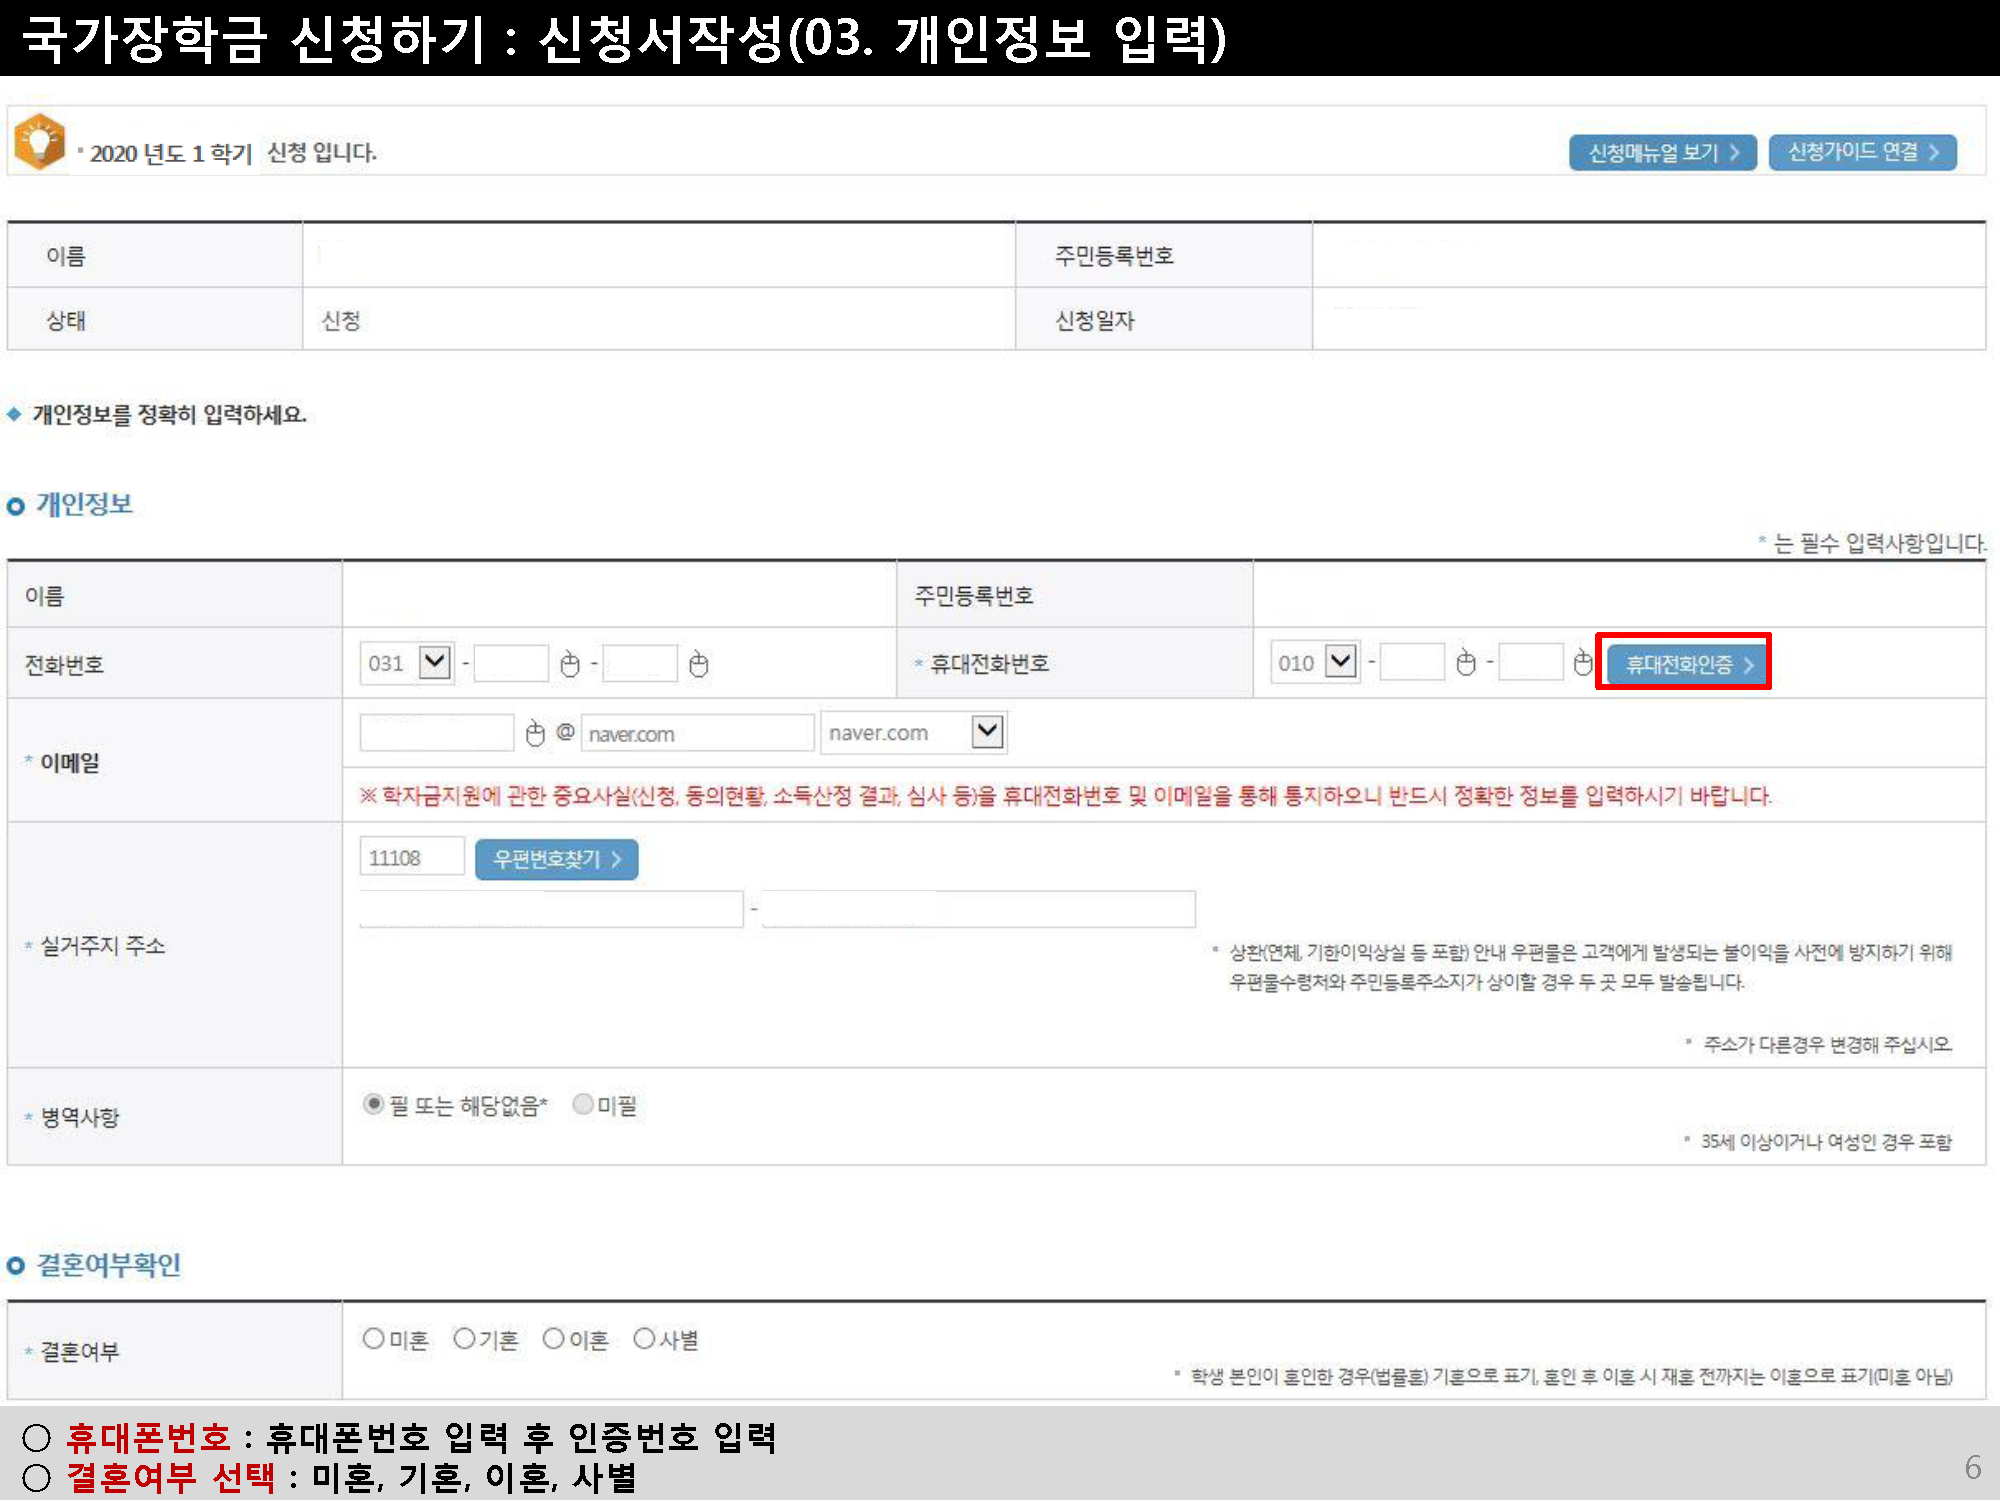 국가장학금 신청하기 : 신청서작성(03. 개인정보 입력)
2020 년도 1 학기 신청 입니다.
신청메뉴얼 보기 >
신청가이드 연결 >
이름
주민등록번호
상태
신청
신청일자
개인정보를 정확히 입력하세요.
개인정보
* 는 필수 입력사항입니다.
이름
주민등록번호
전화번호
031 - -
* 휴대전화번호
010 - - 휴대전화인증 >
* 이메일
@ naver.com naver.com
※ 학자금지원에 관한 중요사실(신청, 동의현황, 소득산정 결과, 심사 등)을 휴대전화번호 및 이메일을 통해 통지하오니 반드시 정확한 정보를 입력하시기 바랍니다.
* 실거주지 주소
11108 우편번호찾기 >
-
상환(연체, 기한이익상실 등 포함) 안내 우편물은 고객에게 발생되는 불이익을 사전에 방지하기 위해
우편물수령처와 주민등록주소지가 상이할 경우 두 곳 모두 발송됩니다.
주소가 다른경우 변경해 주십시오.
* 병역사항
필 또는 해당없음* 미필
35세 이상이거나 여성인 경우 포함
결혼여부확인
* 결혼여부
미혼 기혼 이혼 사별
학생 본인이 혼인한 경우(법률혼) 기혼으로 표기, 혼인 후 이혼 시 재혼 전까지는 이혼으로 표기(미혼 아님)
○ 휴대폰번호 : 휴대폰번호 입력 후 인증번호 입력
○ 결혼여부 선택 : 미혼, 기혼, 이혼, 사별
6